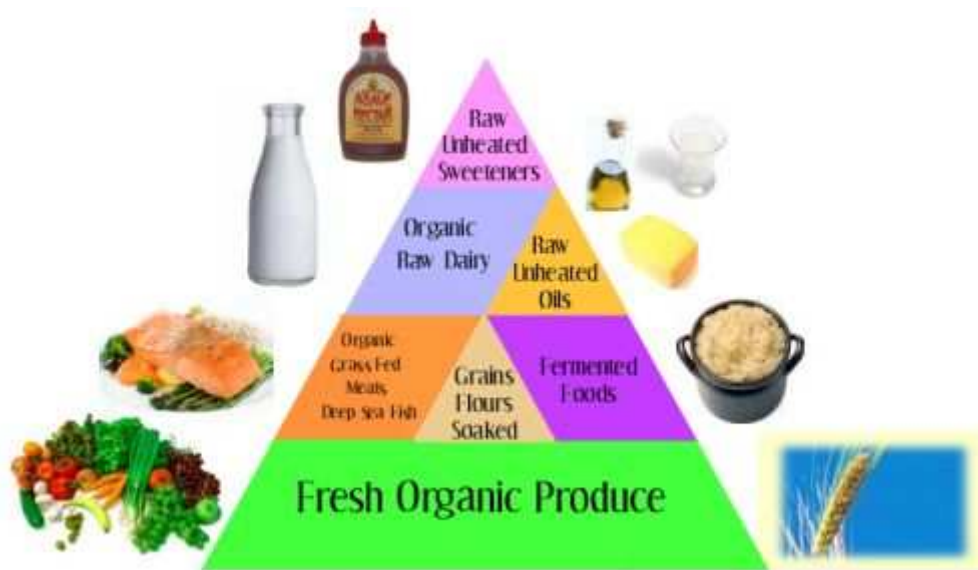 Raw
Unheated
Sweeteners
Organic
Raw Dairy
Raw
Unheated
Oils
Organic
Grass Fed
Meats,
Deep Sea Fish
Grains
Flours
Soaked
Fermented
Foods
Fresh Organic Produce